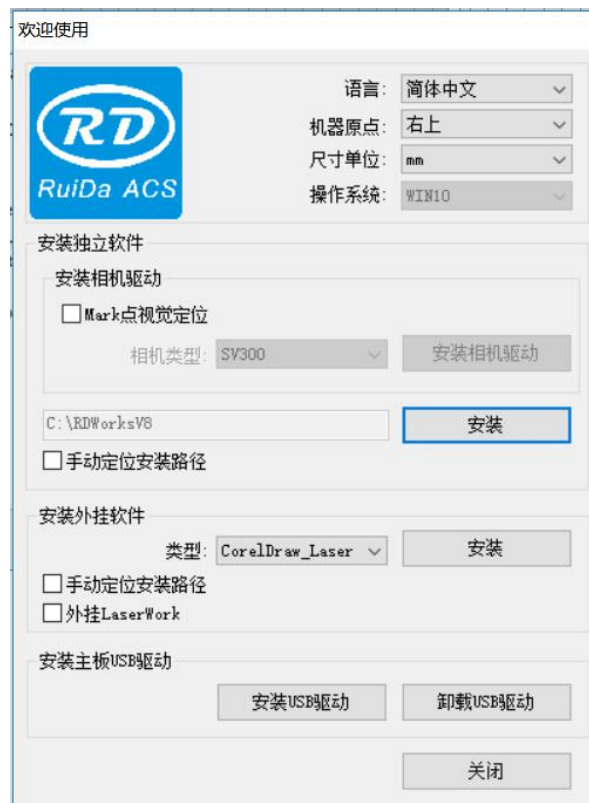 欢迎使用
RD
RuiDa ACS
语言: 简体中文
机器原点: 右上
尺寸单位: mm
操作系统: WIN10
安装独立软件
安装相机驱动
Mark点视觉定位
相机类型: SV300 安装相机驱动
C:\RDWorksV8 安装
手动定位安装路径
安装外挂软件
类型: CorelDraw_Laser 安装
手动定位安装路径
外挂LaserWork
安装主板USB驱动
安装USB驱动 卸载USB驱动
关闭